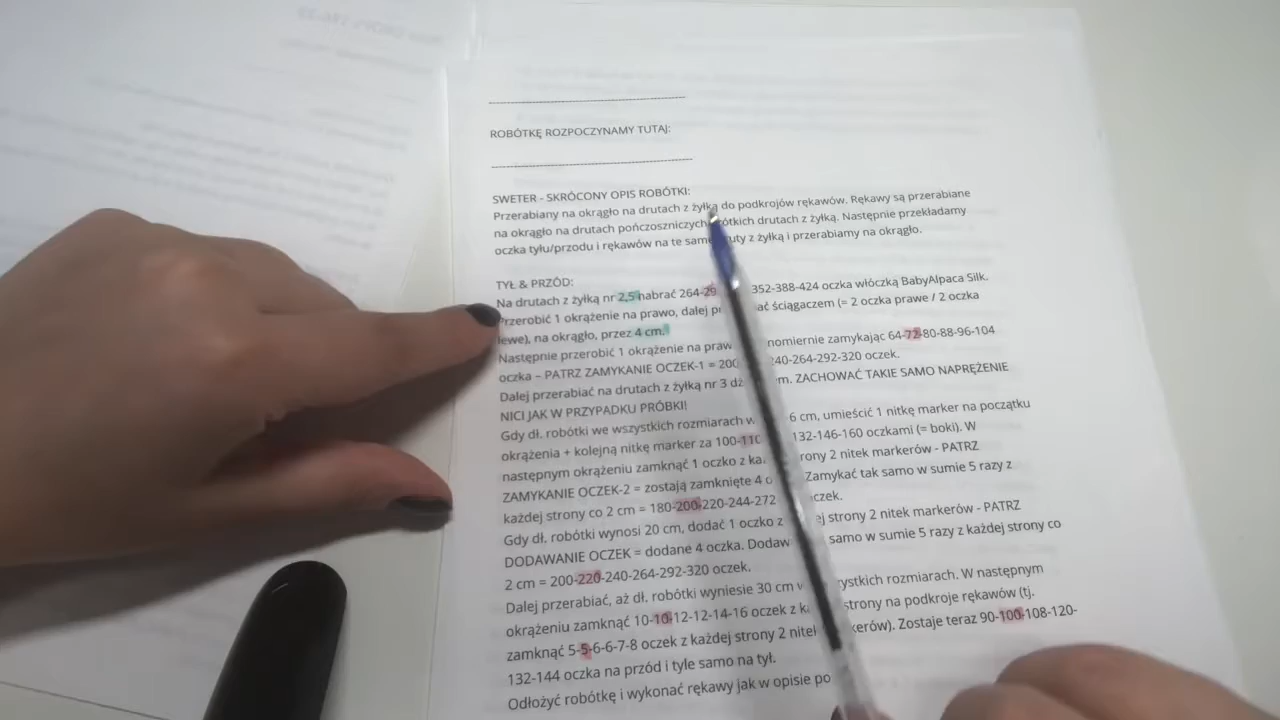 ROBÓTKĘ ROZPOCZYNAMY TUTAJ:
SWETER - SKRÓCONY OPIS ROBÓTKI:
Przerabiany na okrągło na drutach z żyłką do podkrojów rękawów. Rękawy są przerabiane
na okrągło na drutach pończoszniczych krótkich drutach z żyłką. Następnie przekładamy
oczka tyłu/przodu i rękawów na te same druty z żyłką i przerabiamy na okrągło.
TYŁ & PRZÓD:
Na drutach z żyłką nr 2,5 nabrać 264-29 352-388-424 oczka włóczką BabyAlpaca Silk.
Przerobić 1 okrążenie na prawo, dalej ać ściągaczem (= 2 oczka prawe / 2 oczka
lewe), na okrągło, przez 4 cm.
Następnie przerobić 1 okrążenie na praw nomiernie zamykając 64-72-80-88-96-104
oczka – PATRZ ZAMYKANIE OCZEK-1 = 200 240-264-292-320 oczek.
Dalej przerabiać na drutach z żyłką nr 3 dż em. ZACHOWAĆ TAKIE SAMO NAPRĘŻENIE
NICI JAK W PRZYPADKU PRÓBKI!
Gdy dł. robótki we wszystkich rozmiarach w 6 cm, umieścić 1 nitkę marker na początku
okrążenia + kolejną nitkę marker za 100-110 132-146-160 oczkami (= boki). W
następnym okrążeniu zamknąć 1 oczko z każ rony 2 nitek markerów - PATRZ
ZAMYKANIE OCZEK-2 = zostają zamknięte 4 o Zamykać tak samo w sumie 5 razy z
każdej strony co 2 cm = 180-200-220-244-272 oczek.
Gdy dł. robótki wynosi 20 cm, dodać 1 oczko z ej strony 2 nitek markerów - PATRZ
DODAWANIE OCZEK = dodane 4 oczka. Dodaw samo w sumie 5 razy z każdej strony co
2 cm = 200-220-240-264-292-320 oczek.
Dalej przerabiać, aż dł. robótki wyniesie 30 cm w ystkich rozmiarach. W następnym
okrążeniu zamknąć 10-10-12-12-14-16 oczek z k strony na podkroje rękawów (tj.
zamknąć 5-5-6-6-7-8 oczek z każdej strony 2 nitek kerów). Zostaje teraz 90-100-108-120-
132-144 oczka na przód i tyle samo na tył.
Odłożyć robótkę i wykonać rękawy jak w opisie po